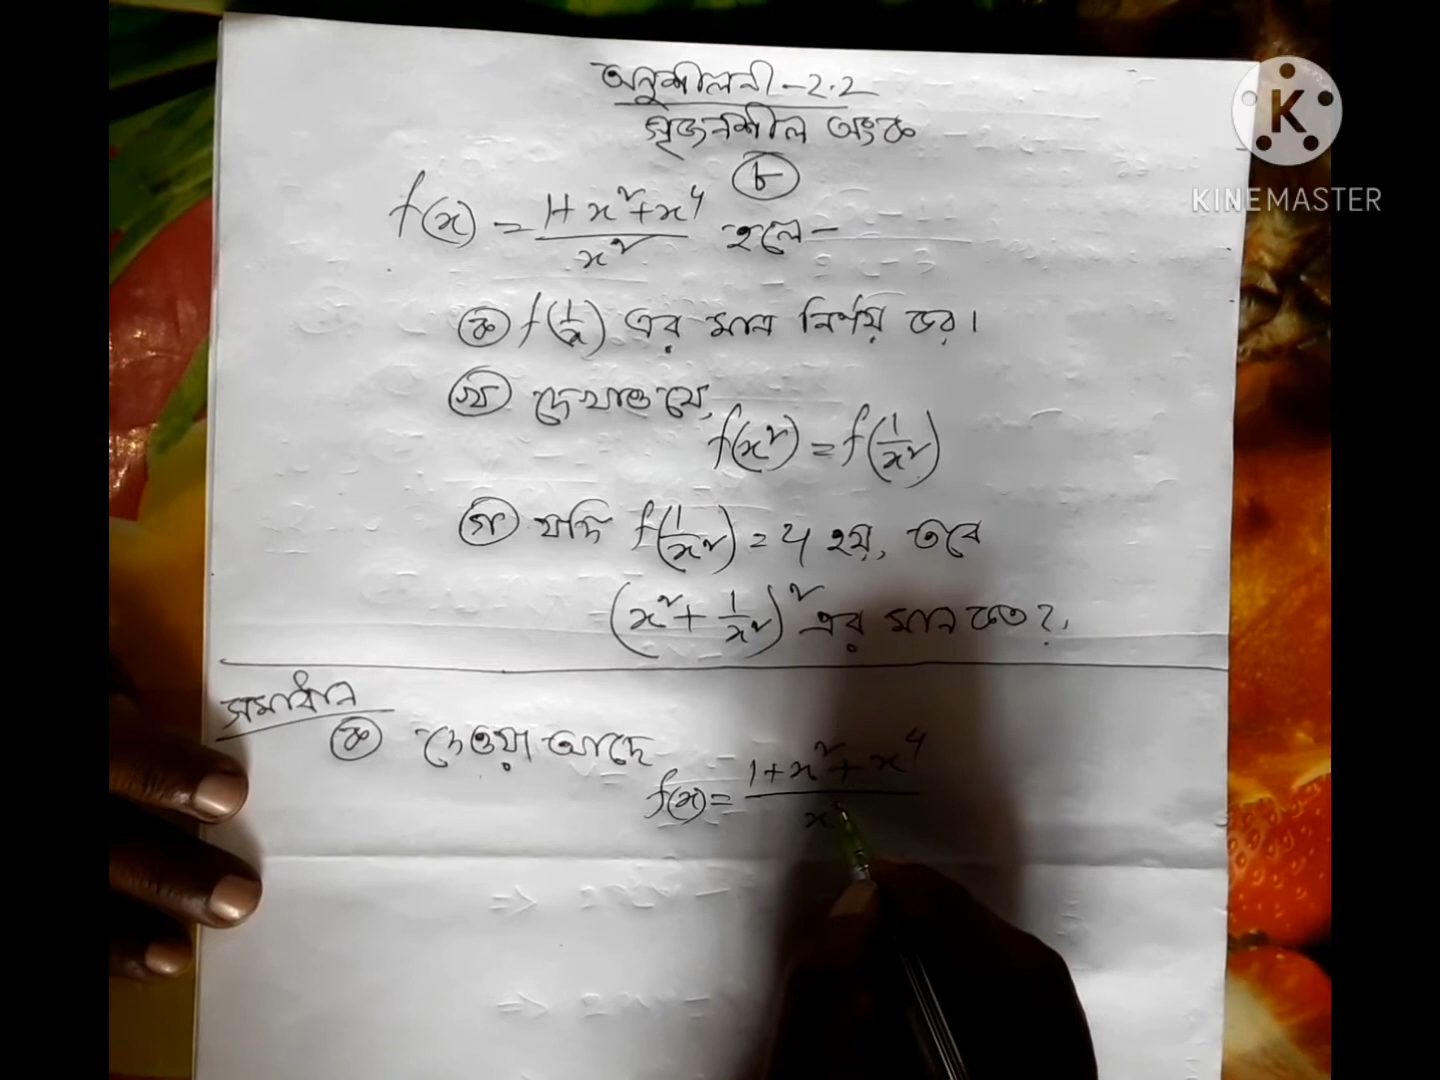 অনুশীলনী-2.2
সৃজনশীল অংক
৮
f(x) = (1+x²+x⁴)/x² হলে-
ক f(1/x) এর মান নির্ণয় কর।
খ দেখাও যে,
f(x²) = f(1/x²)
গ যদি f(1/x²) = 4 হয়, তবে
(x² + 1/x²)² এর মান কত?
সমাধান
ক দেওয়া আছে
f(x) = (1+x²+x⁴)/x²
K
KINEMASTER